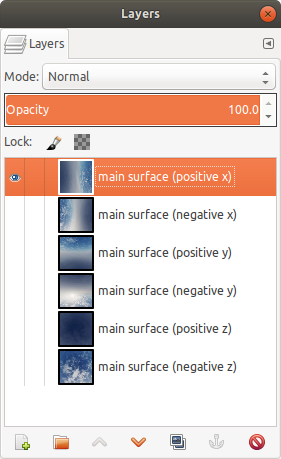 Layers
Layers
Mode: Normal
Opacity 100.0
Lock:
main surface (positive x)
main surface (negative x)
main surface (positive y)
main surface (negative y)
main surface (positive z)
main surface (negative z)